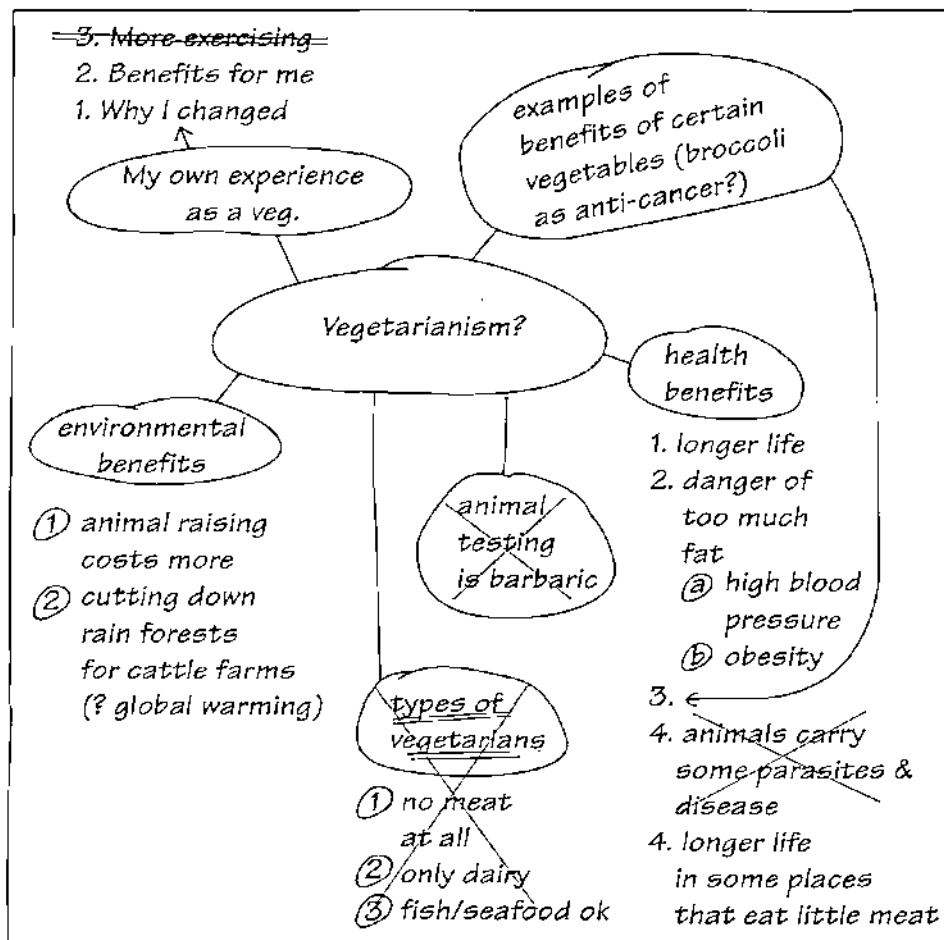 3. More exercising
2. Benefits for me
1. Why I changed
My own experience
as a veg.
examples of
benefits of certain
vegetables (broccoli
as anti-cancer?)
Vegetarianism?
health
benefits
1. longer life
2. danger of
too much
fat
ⓐ high blood
pressure
ⓑ obesity
3.
4. animals carry
some parasites &
disease
4. longer life
in some places
that eat little meat
environmental
benefits
① animal raising
costs more
② cutting down
rain forests
for cattle farms
(? global warming)
animal
testing
is barbaric
types of
vegetarians
① no meat
at all
② only dairy
③ fish/seafood ok